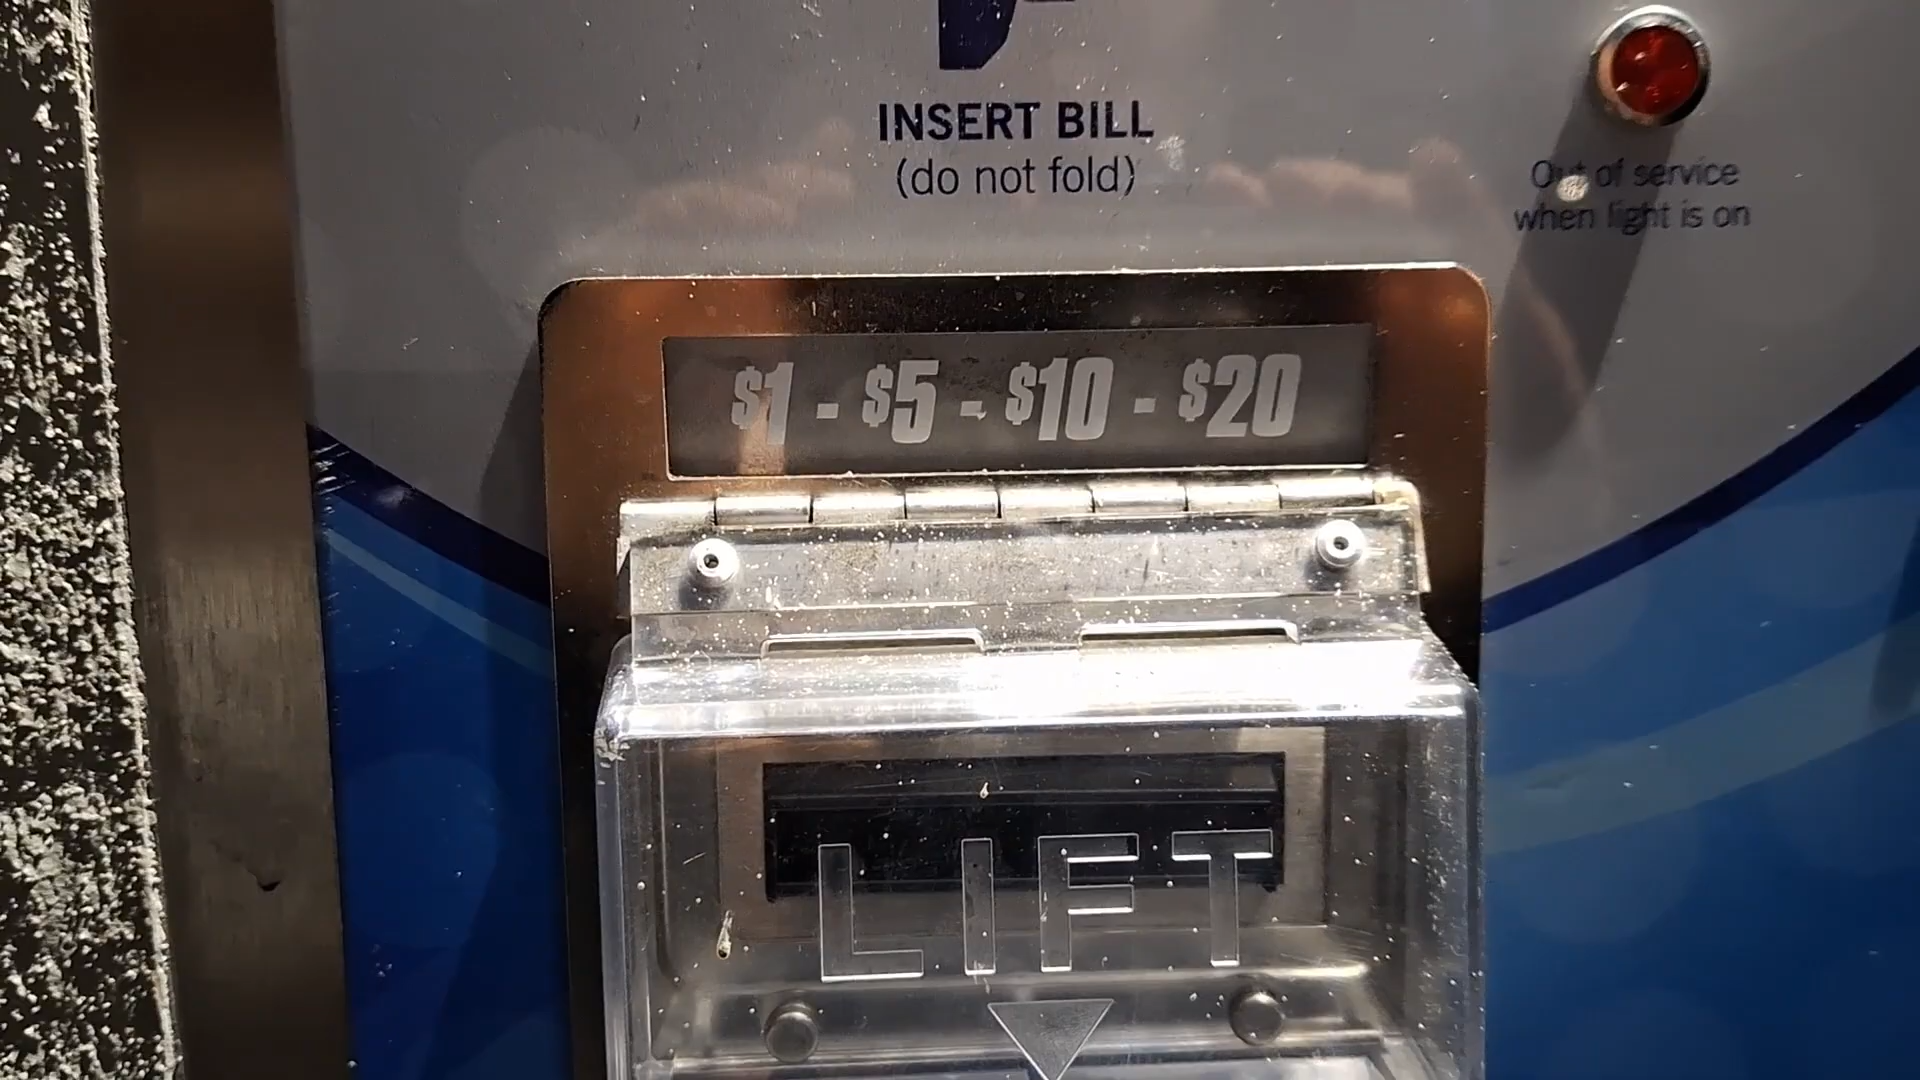 INSERT BILL
(do not fold)
Out of service
when light is on
$1 - $5 - $10 - $20
LIFT